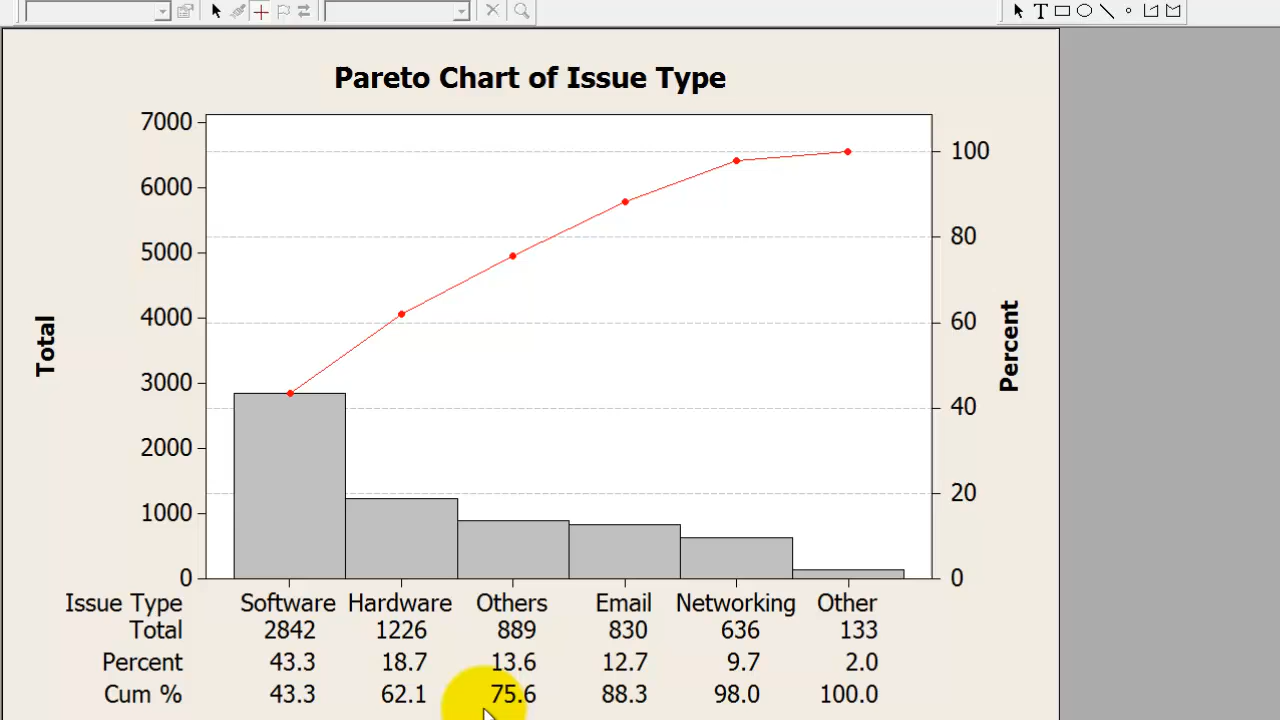 Pareto Chart of Issue Type
7000
6000
5000
4000
3000
2000
1000
0
Total
100
80
60
40
20
0
Percent
Issue Type Software Hardware Others Email Networking Other
Total 2842 1226 889 830 636 133
Percent 43.3 18.7 13.6 12.7 9.7 2.0
Cum % 43.3 62.1 75.6 88.3 98.0 100.0